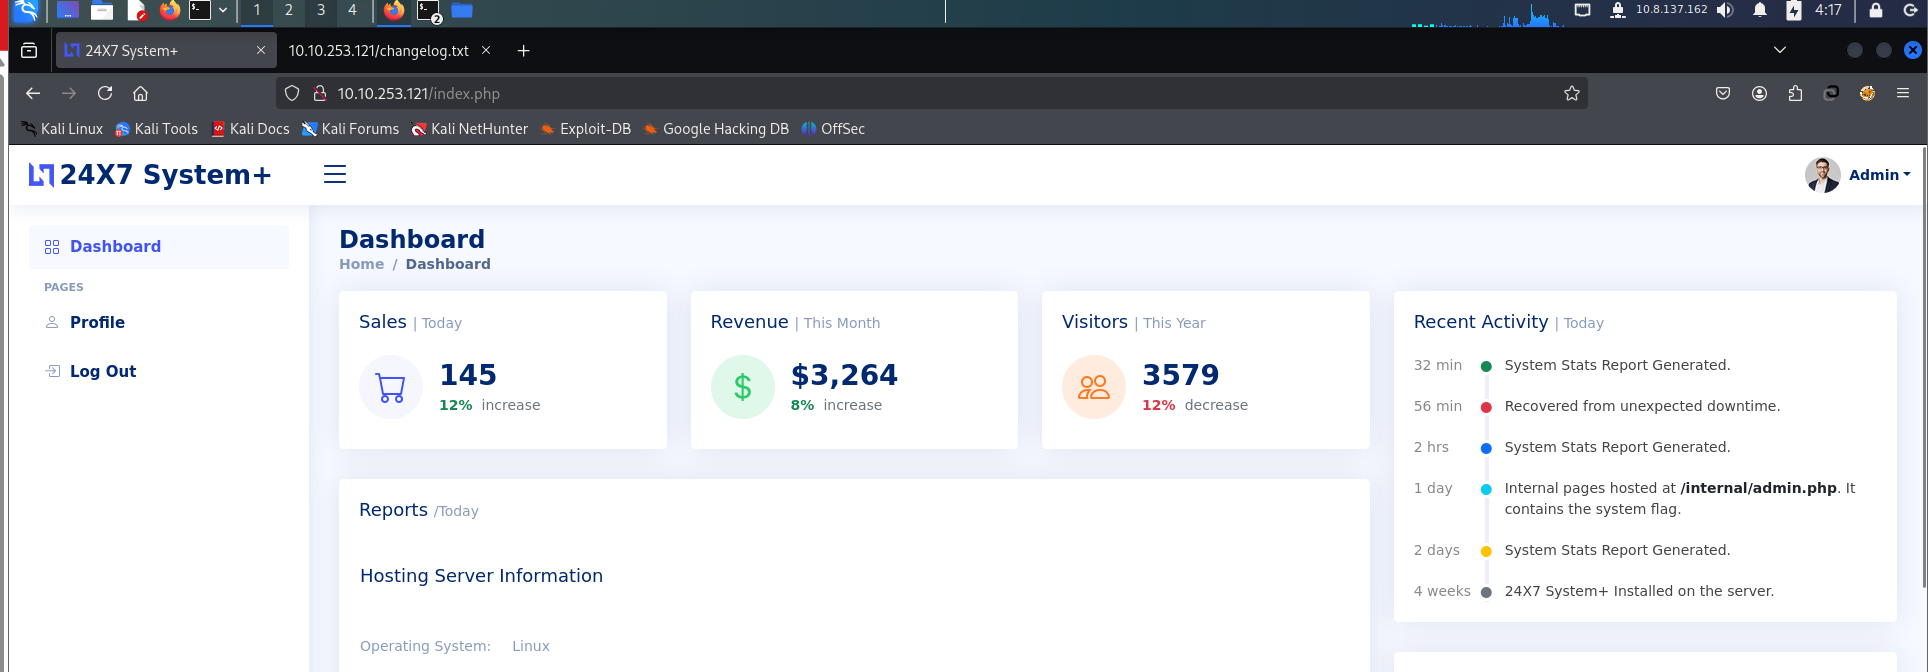 1 2 3 4 2 10.8.137.162 4:17
24X7 System+ 10.10.253.121/changelog.txt
10.10.253.121/index.php
Kali Linux Kali Tools Kali Docs Kali Forums Kali NetHunter Exploit-DB Google Hacking DB OffSec
24X7 System+ Admin
Dashboard
PAGES
Profile
Log Out
Dashboard
Home / Dashboard
Sales | Today
145
12% increase
Revenue | This Month
$3,264
8% increase
Visitors | This Year
3579
12% decrease
Reports /Today
Hosting Server Information
Operating System: Linux
Recent Activity | Today
32 min System Stats Report Generated.
56 min Recovered from unexpected downtime.
2 hrs System Stats Report Generated.
1 day Internal pages hosted at /internal/admin.php. It
contains the system flag.
2 days System Stats Report Generated.
4 weeks 24X7 System+ Installed on the server.